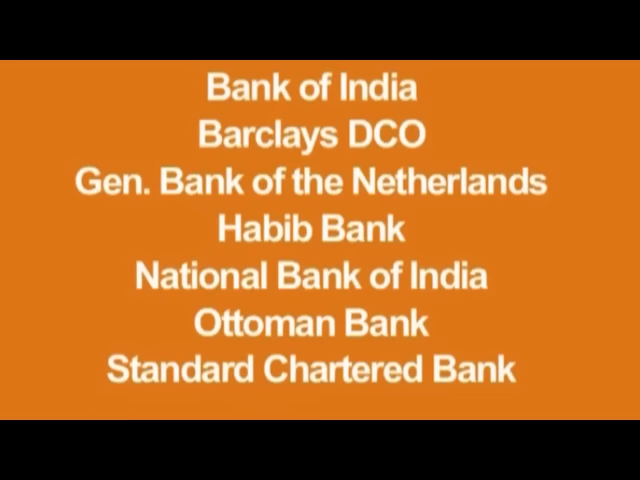 Bank of India
Barclays DCO
Gen. Bank of the Netherlands
Habib Bank
National Bank of India
Ottoman Bank
Standard Chartered Bank